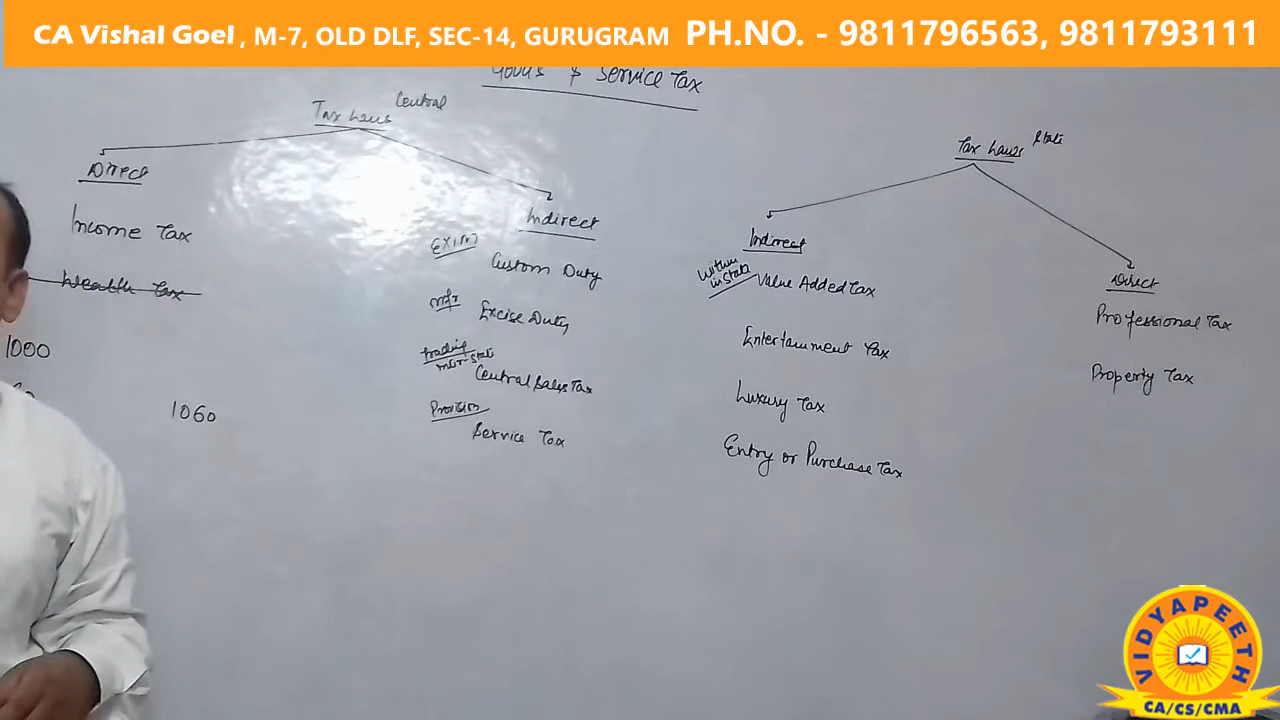 CA Vishal Goel, M-7, OLD DLF, SEC-14, GURUGRAM PH.NO. - 9811796563, 9811793111
Goods & Service Tax
Tax Laws Central
Direct
Income Tax
Wealth Tax
1000
1060
Indirect
EXIM
Custom Duty
Mfr
Excise Duty
Trading
Inter-State
Central Sales Tax
Provision
Service Tax
Tax Laws State
Indirect
Within
in State
Value Added Tax
Entertainment Tax
Luxury Tax
Entry or Purchase Tax
Direct
Professional Tax
Property Tax
VIDYAPEETH
CA/CS/CMA